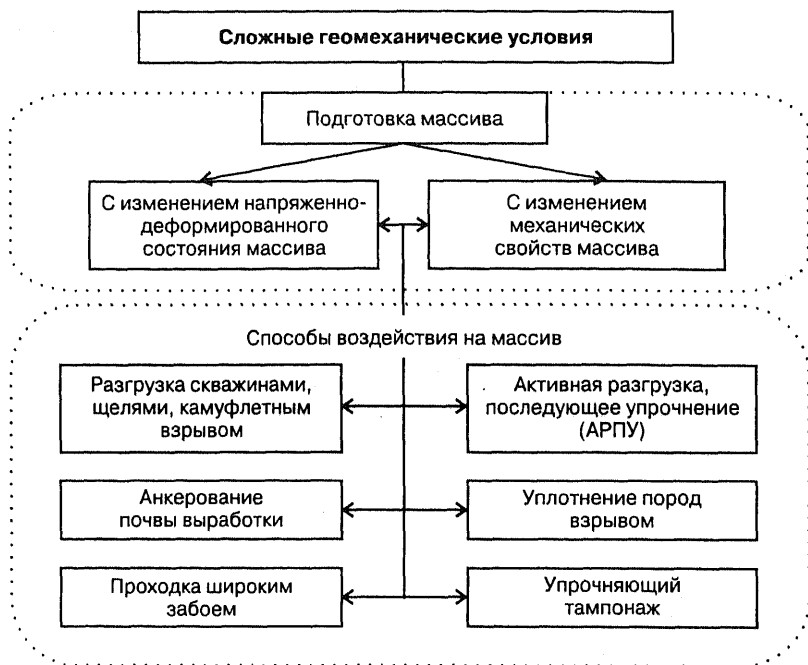 Сложные геомеханические условия
Подготовка массива
С изменением напряженно-
деформированного
состояния массива
С изменением
механических
свойств массива
Способы воздействия на массив
Разгрузка скважинами,
щелями, камуфлетным
взрывом
Активная разгрузка,
последующее упрочнение
(АРПУ)
Анкерование
почвы выработки
Уплотнение пород
взрывом
Проходка широким
забоем
Упрочняющий
тампонаж